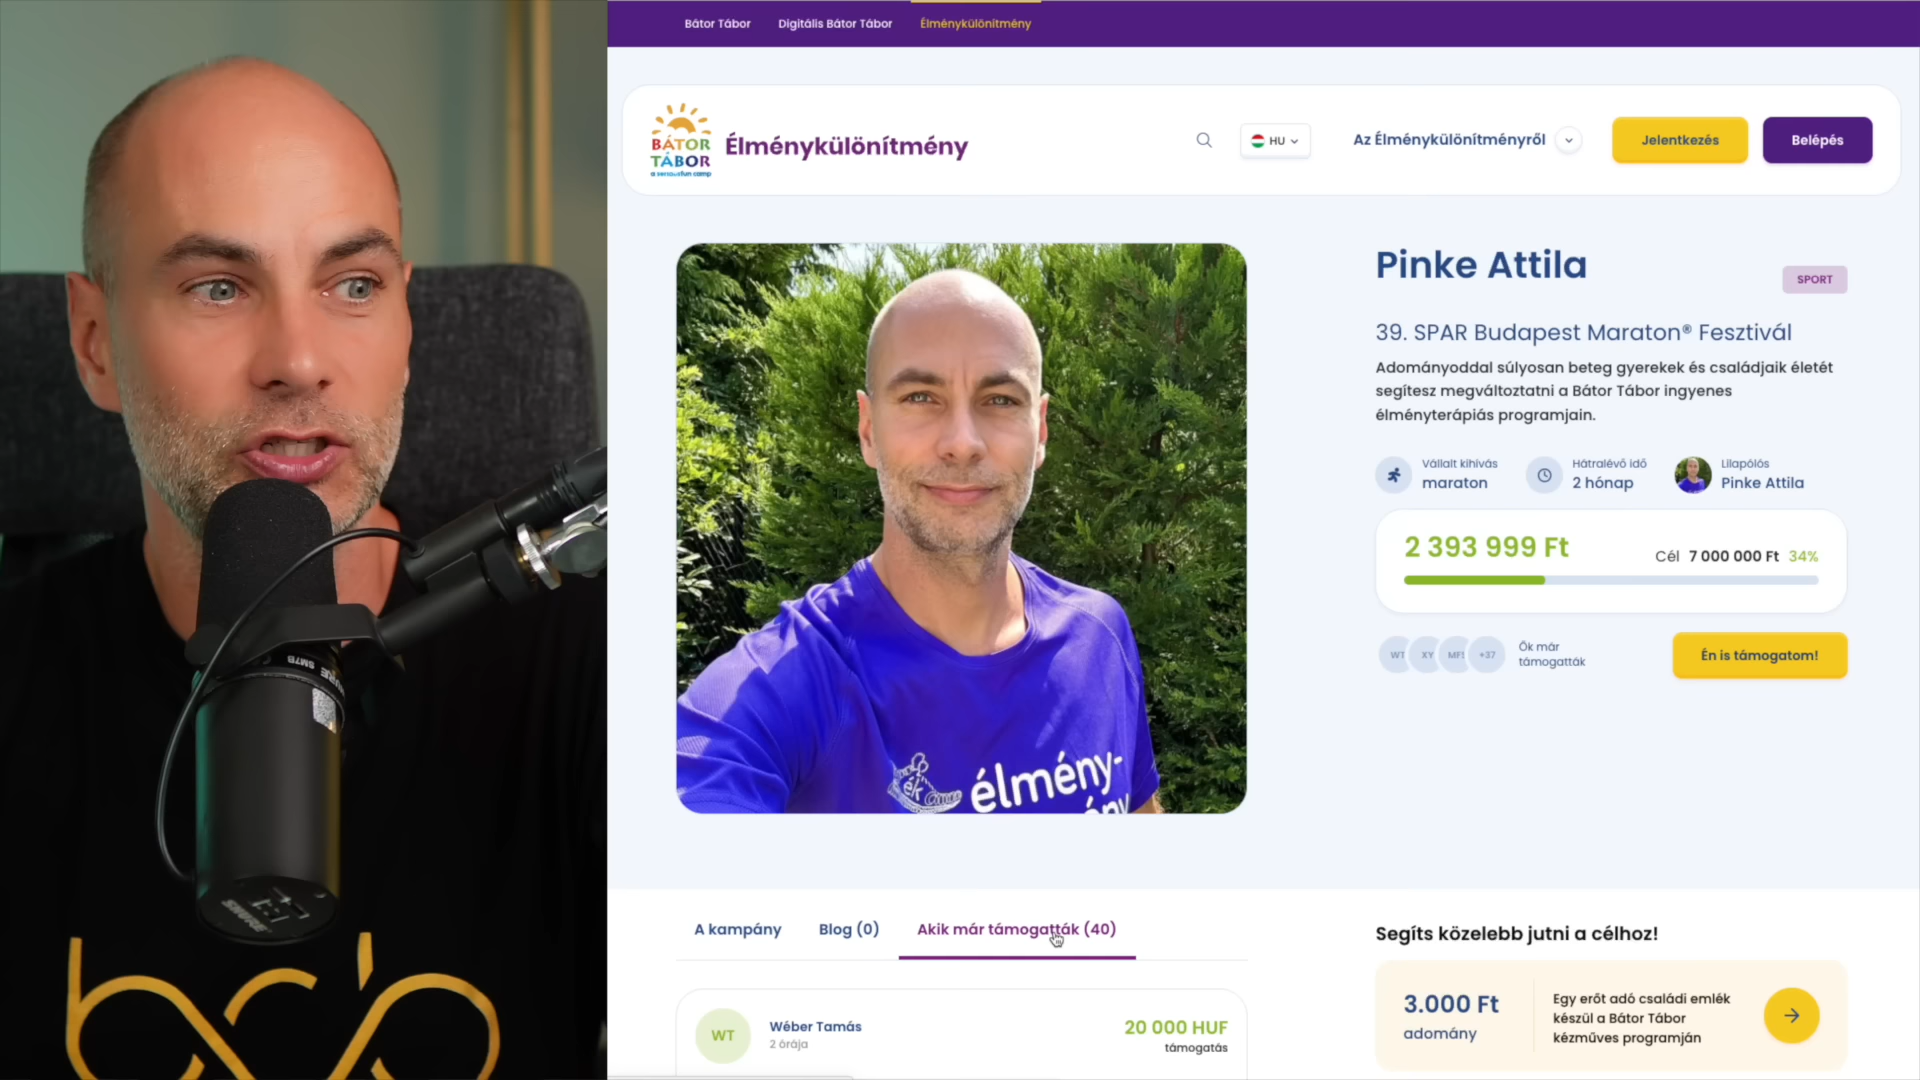 Bátor Tábor
Digitális Bátor Tábor
Élménykülönítmény
BÁTOR
TÁBOR
a seriousfun camp
Élménykülönítmény
HU
Az Élménykülönítményről
Jelentkezés
Belépés
Pinke Attila
SPORT
39. SPAR Budapest Maraton® Fesztivál
Adományoddal súlyosan beteg gyerekek és családjaik életét
segítesz megváltoztatni a Bátor Tábor ingyenes
élményterápiás programjain.
Vállalt kihívás
maraton
Hátralévő idő
2 hónap
Lilapólós
Pinke Attila
2 393 999 Ft
Cél 7 000 000 Ft 34%
WT
XY
+37
Ők már
támogatták
Én is támogatom!
ék
élmény-
SM7B
SHURE
A kampány
Blog (0)
Akik már támogatták (40)
WT
Wéber Tamás
2 órája
20 000 HUF
támogatás
Segíts közelebb jutni a célhoz!
3.000 Ft
adomány
Egy erőt adó családi emlék
készül a Bátor Tábor
kézműves programján